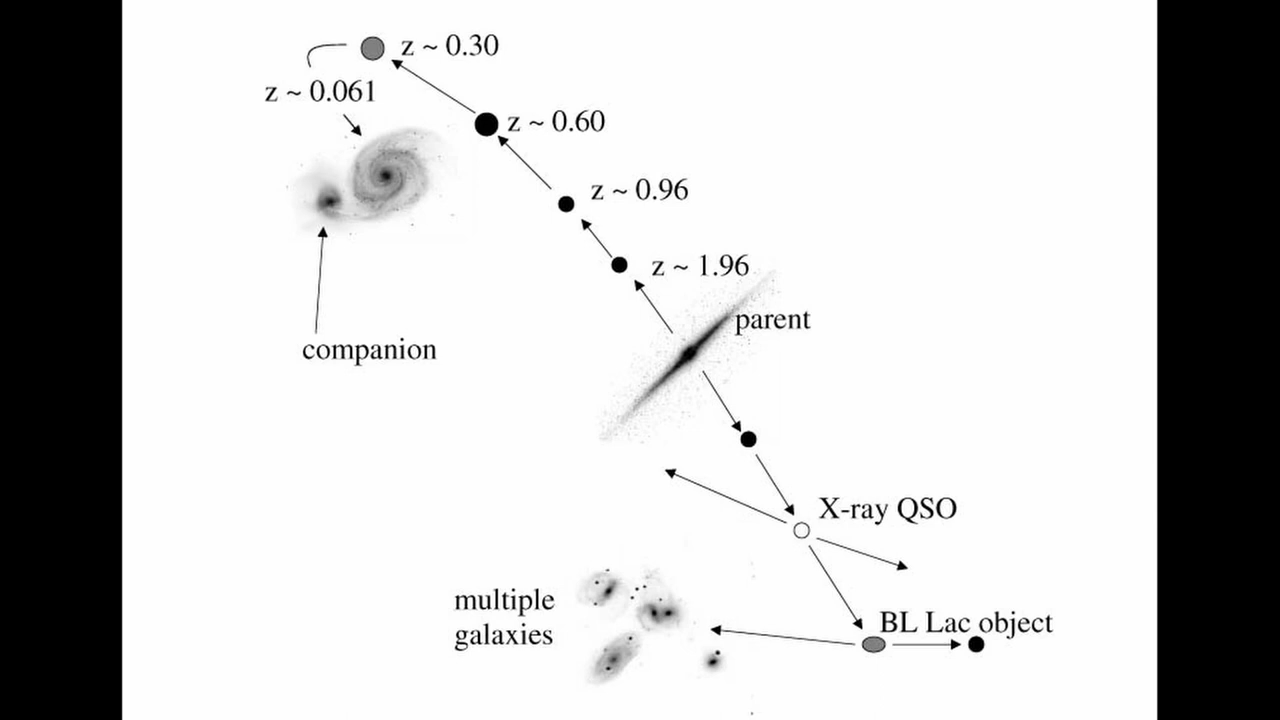 z ~ 0.30
z ~ 0.061
z ~ 0.60
z ~ 0.96
z ~ 1.96
parent
companion
X-ray QSO
multiple
galaxies
BL Lac object